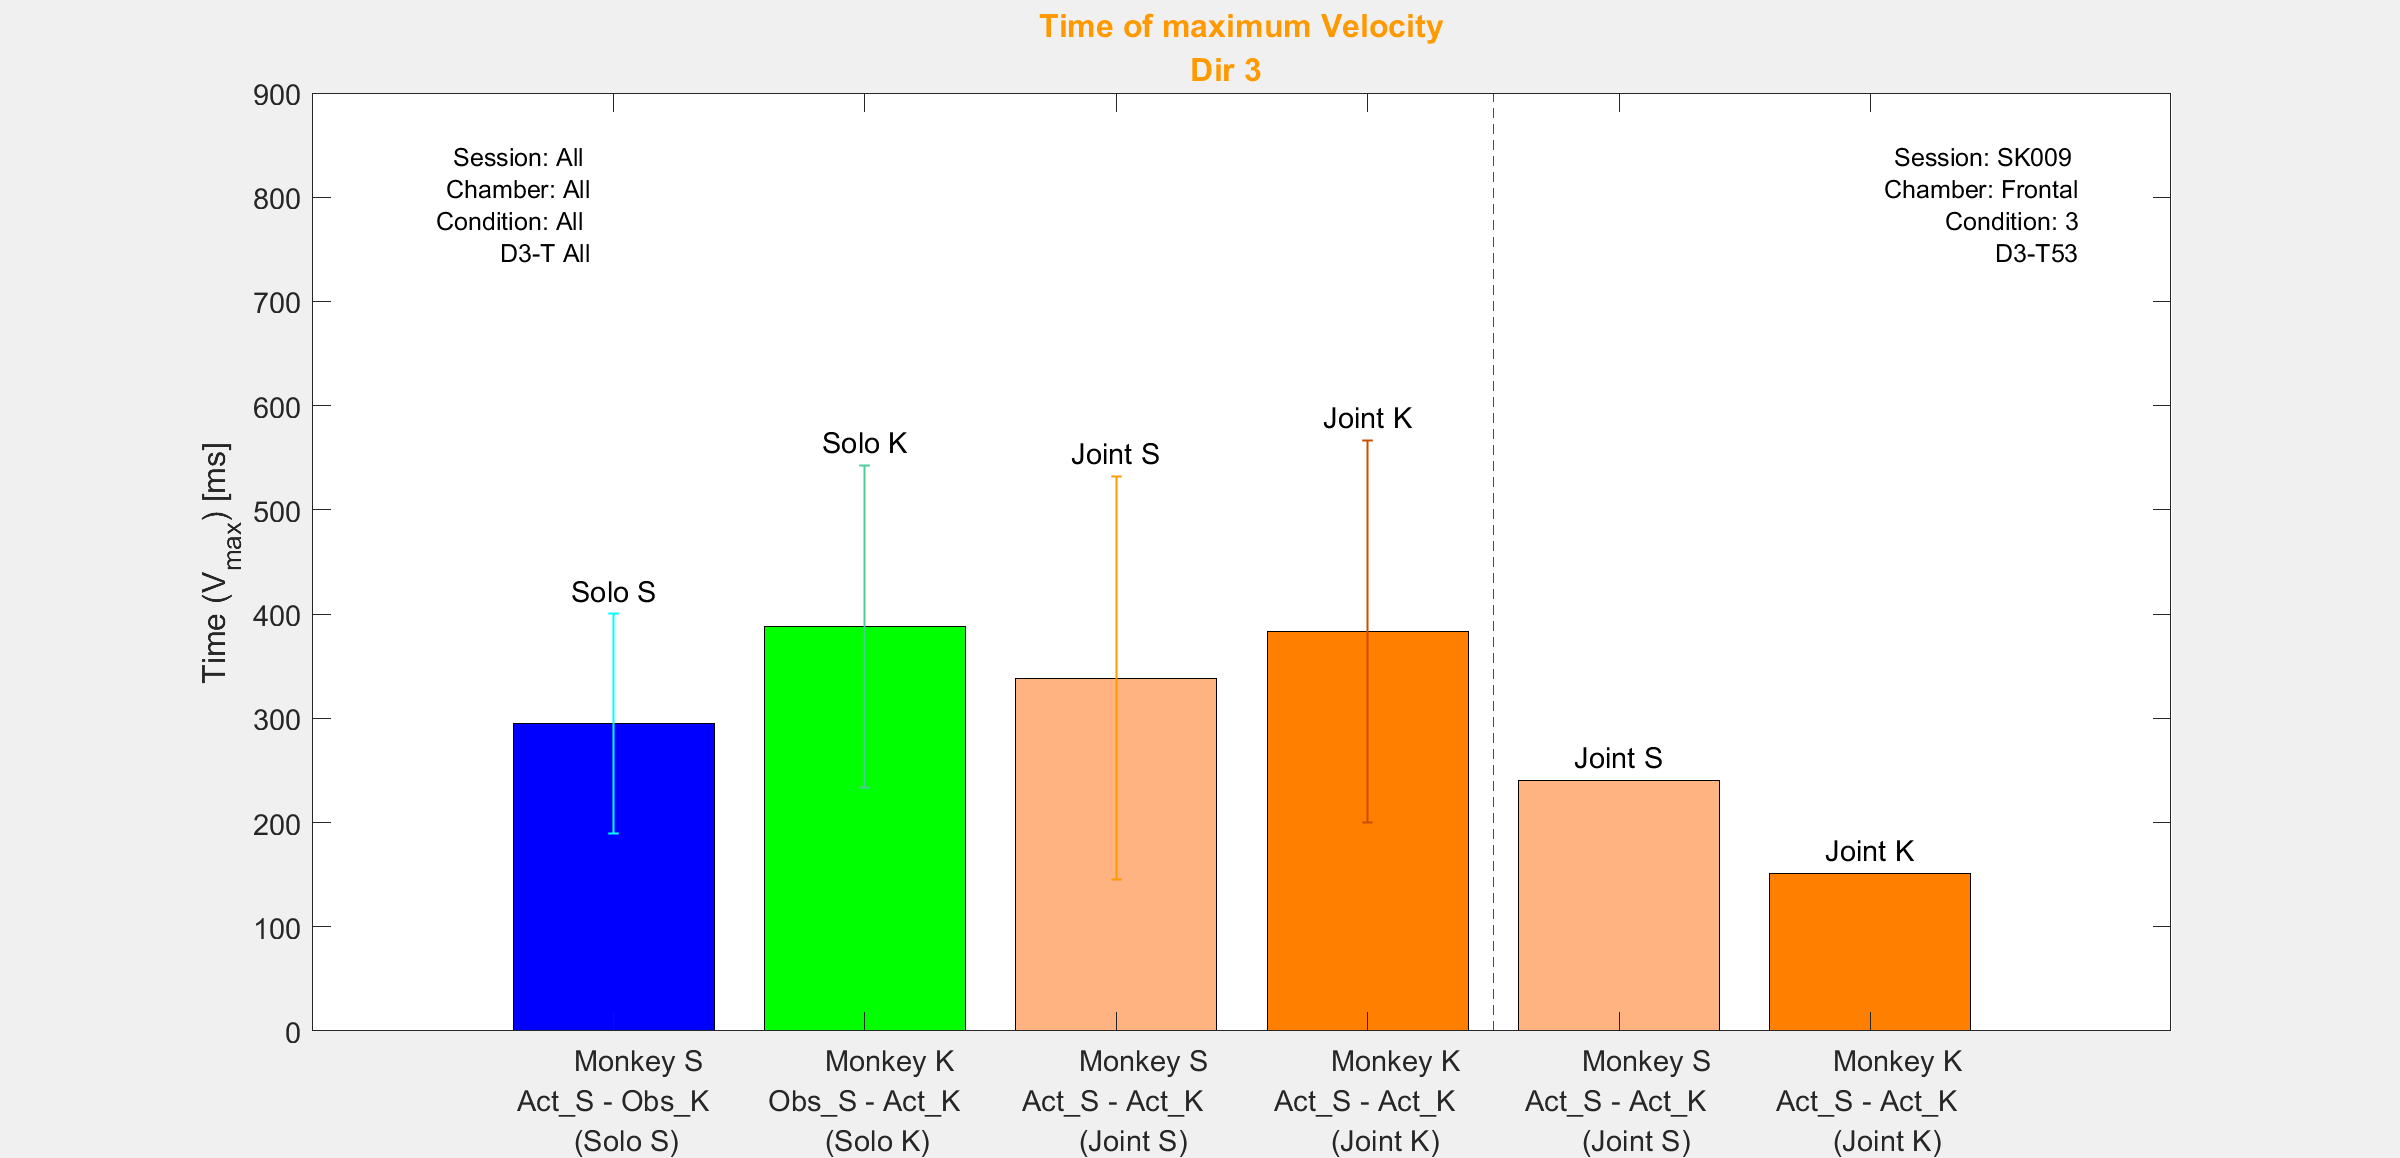 Time of maximum Velocity
Dir 3
Session: All
Chamber: All
Condition: All
D3-T All
Session: SK009
Chamber: Frontal
Condition: 3
D3-T53
Time (Vmax) [ms]
900
800
700
600
500
400
300
200
100
0
Solo S
Solo K
Joint S
Joint K
Joint S
Joint K
Monkey S
Act_S - Obs_K
(Solo S)
Monkey K
Obs_S - Act_K
(Solo K)
Monkey S
Act_S - Act_K
(Joint S)
Monkey K
Act_S - Act_K
(Joint K)
Monkey S
Act_S - Act_K
(Joint S)
Monkey K
Act_S - Act_K
(Joint K)